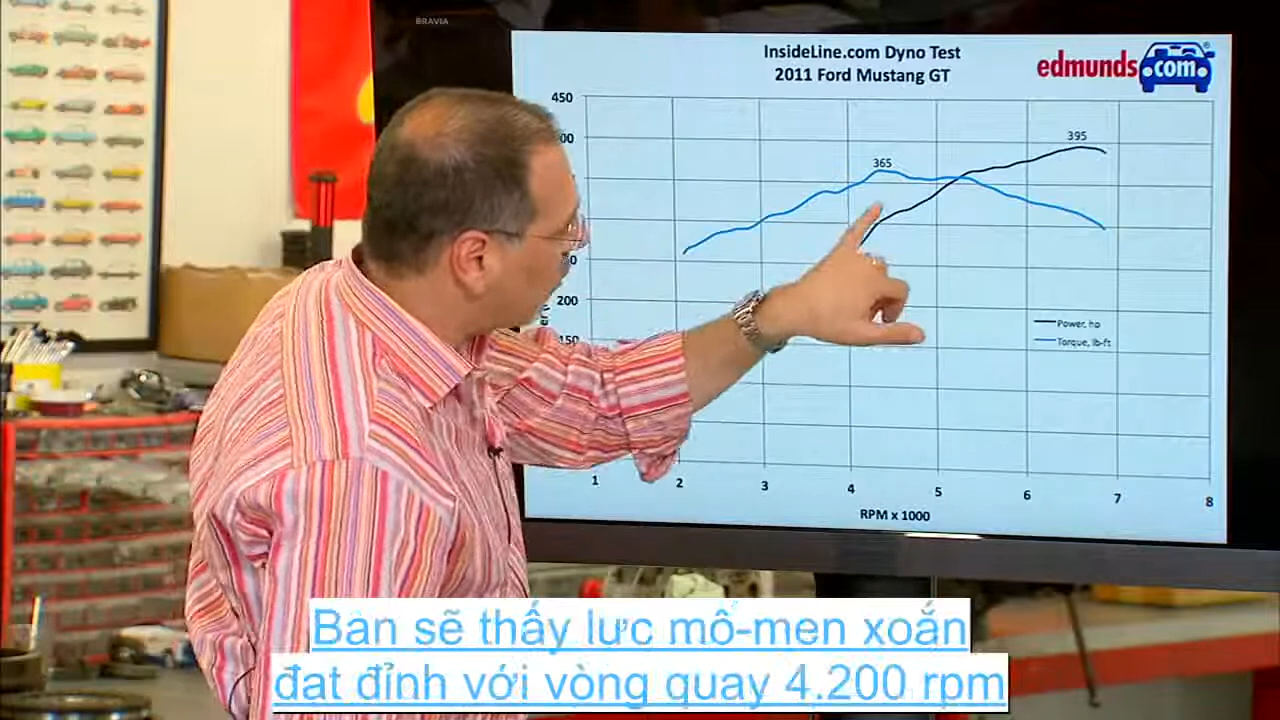 BRAVIA
InsideLine.com Dyno Test
2011 Ford Mustang GT
edmunds.com
450
395
365
200
150
Power, hp
Torque, lb-ft
1 2 3 4 5 6 7 8
RPM x 1000
Bạn sẽ thấy lực mô-men xoắn
đạt đỉnh với vòng quay 4.200 rpm